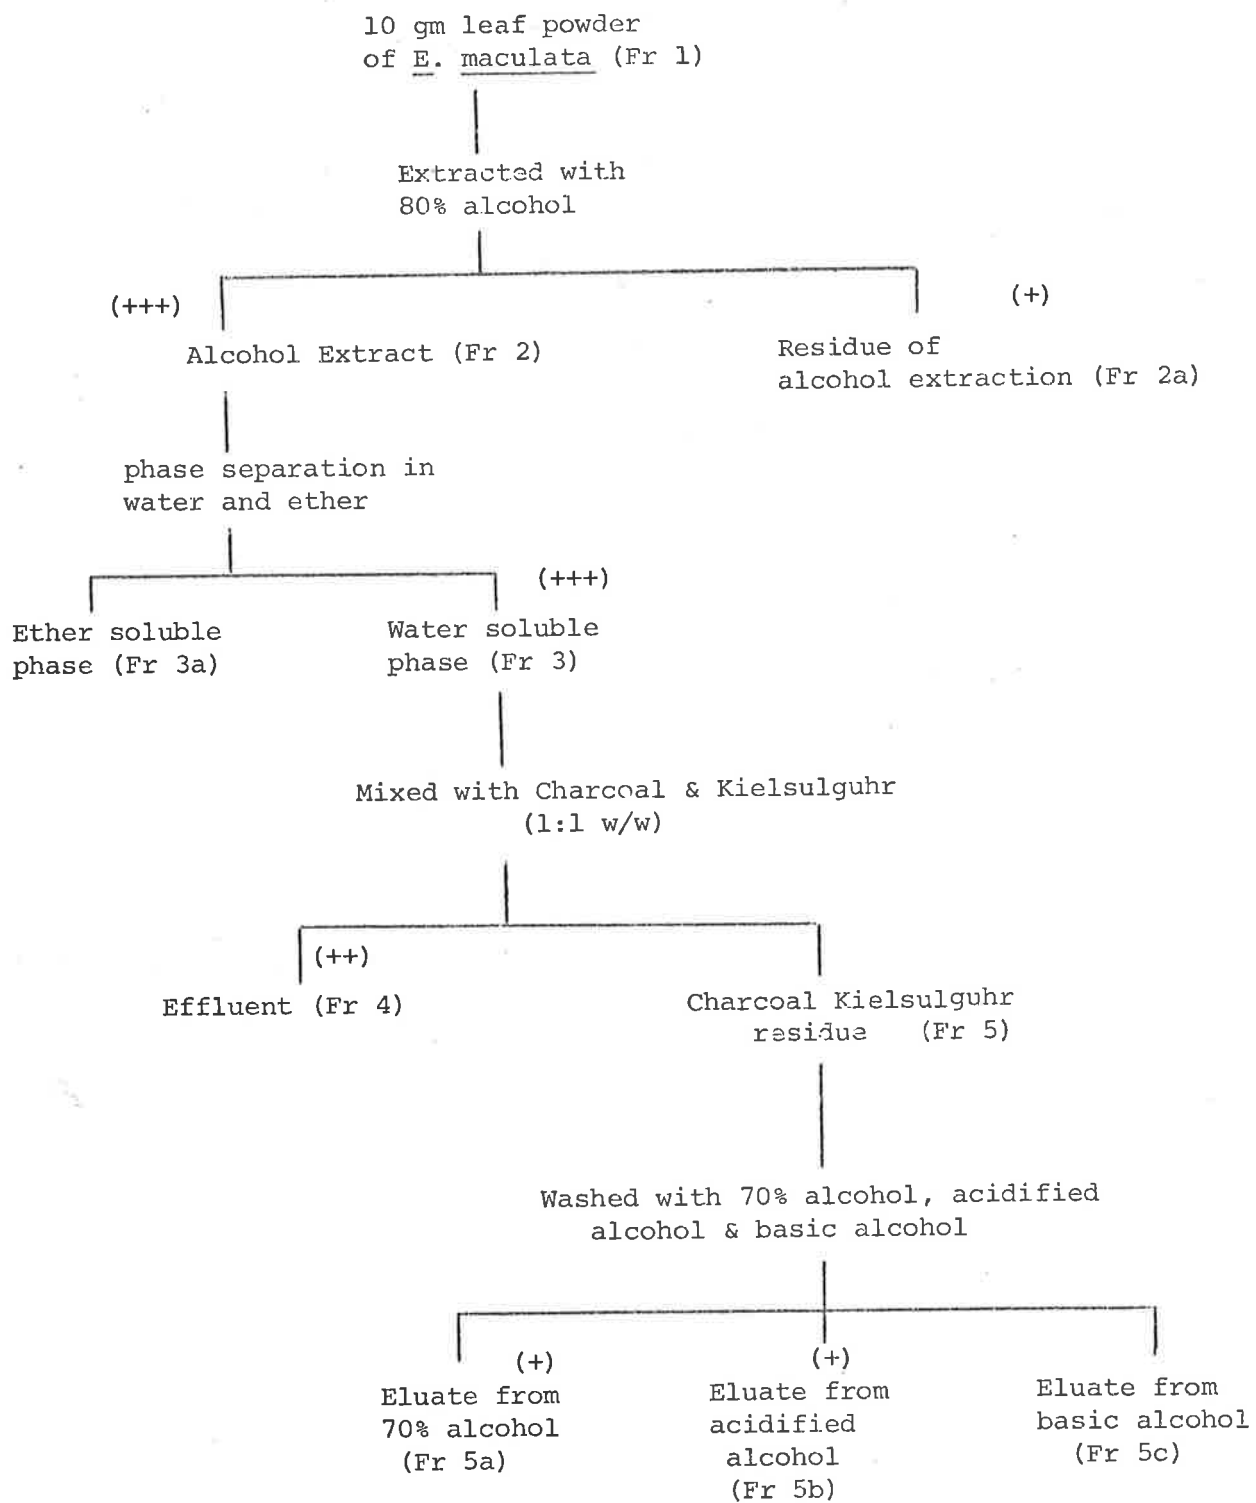 10 gm leaf powder
of E. maculata (Fr 1)
Extracted with
80% alcohol
(+++)
(+)
Alcohol Extract (Fr 2)
Residue of
alcohol extraction (Fr 2a)
phase separation in
water and ether
(+++)
Ether soluble
phase (Fr 3a)
Water soluble
phase (Fr 3)
Mixed with Charcoal & Kielsulguhr
(1:1 w/w)
(++)
Effluent (Fr 4)
Charcoal Kielsulguhr
residue (Fr 5)
Washed with 70% alcohol, acidified
alcohol & basic alcohol
(+)
Eluate from
70% alcohol
(Fr 5a)
(+)
Eluate from
acidified
alcohol
(Fr 5b)
Eluate from
basic alcohol
(Fr 5c)